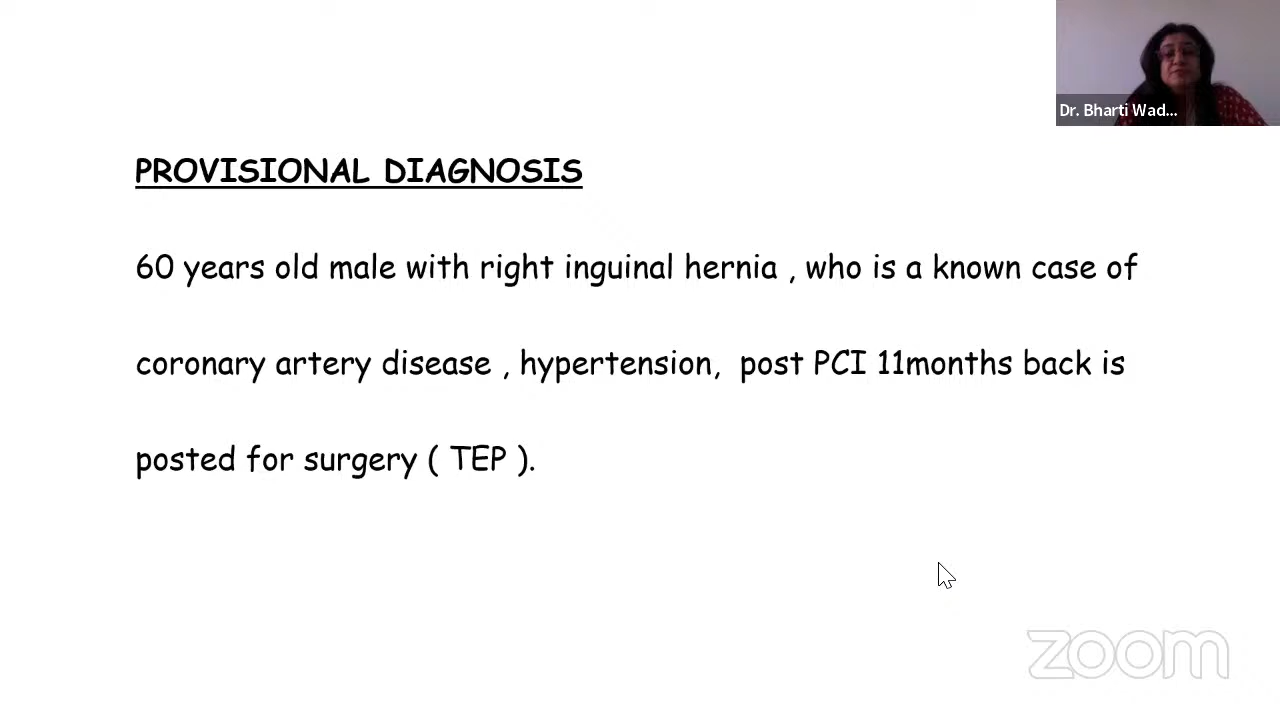 Dr. Bharti Wad...
PROVISIONAL DIAGNOSIS
60 years old male with right inguinal hernia , who is a known case of
coronary artery disease , hypertension, post PCI 11months back is
posted for surgery ( TEP ).
zoom